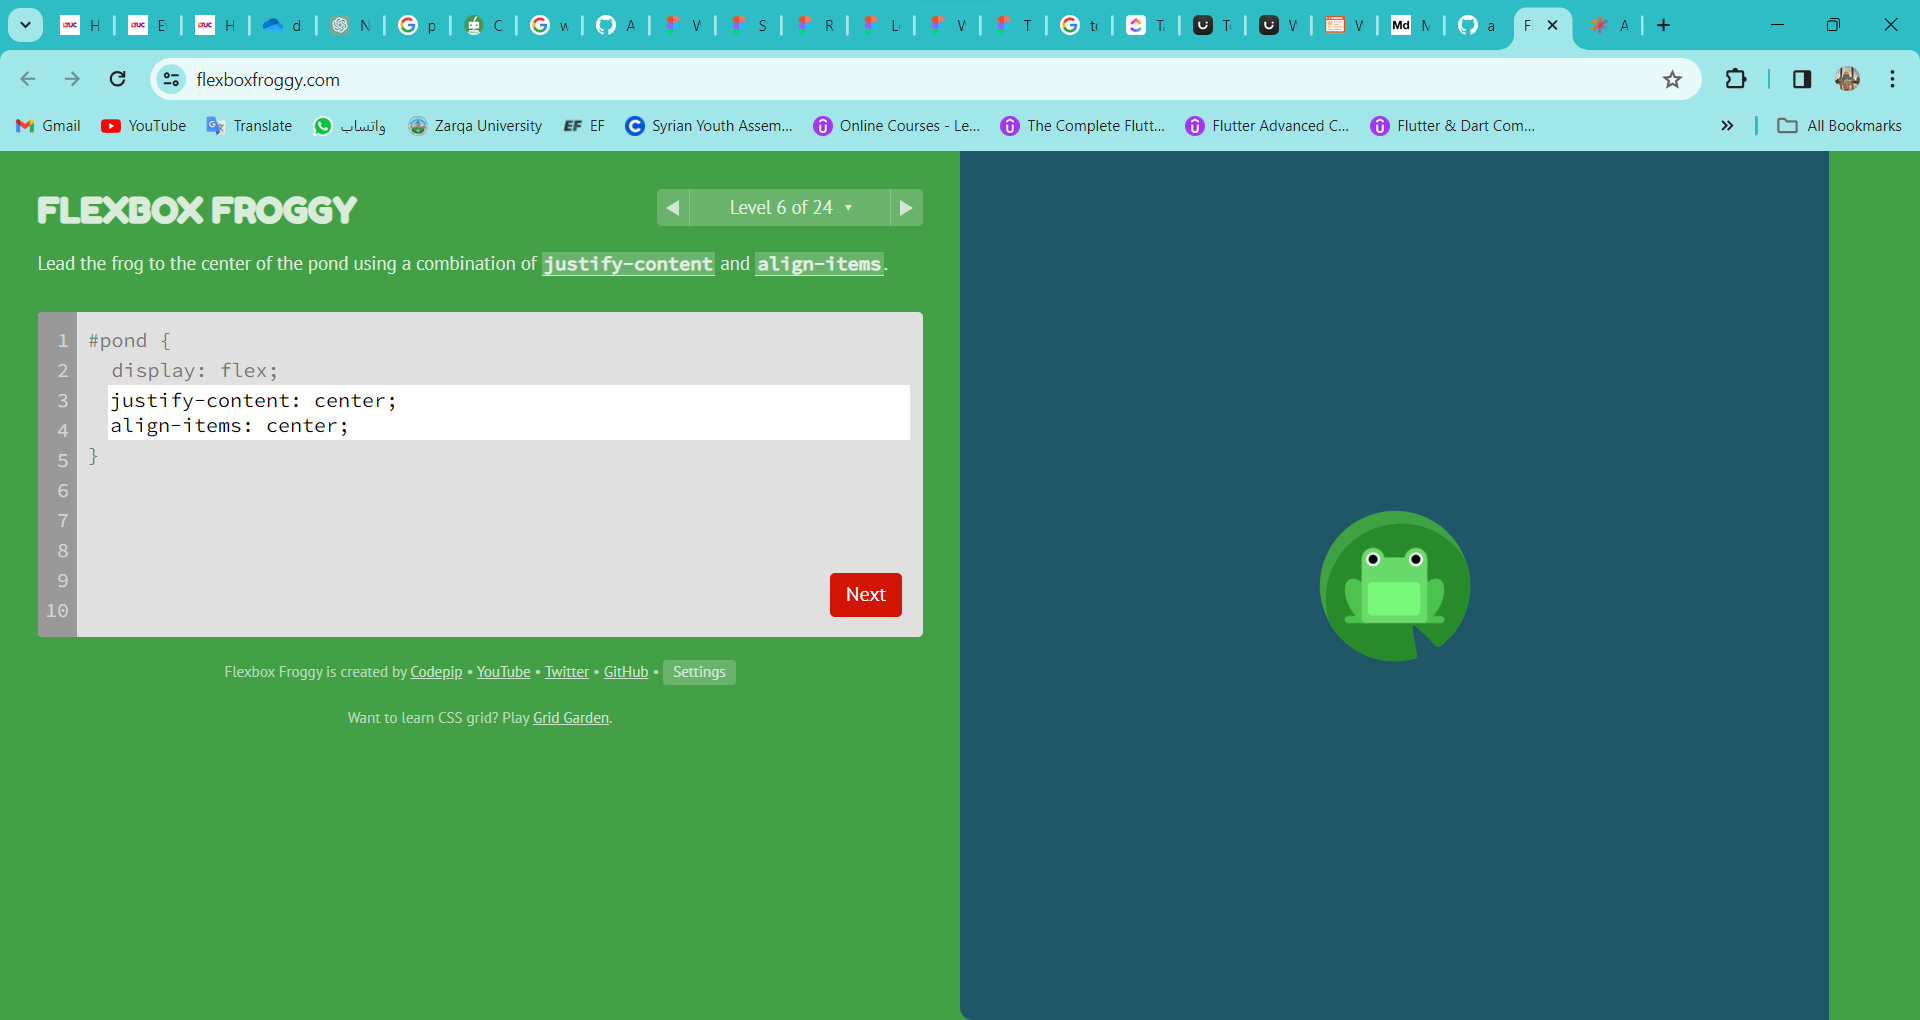 H
E
H
d
N
p
C
w
A
W
S
R
L
W
T
to
T
T
W
W
Md M
a
F
A
flexboxfroggy.com
Gmail YouTube Translate واتساب Zarqa University EF EF Syrian Youth Assem... Online Courses - Le... The Complete Flutt... Flutter Advanced C... Flutter & Dart Com... » All Bookmarks
FLEXBOX FROGGY
Level 6 of 24
Lead the frog to the center of the pond using a combination of justify-content and align-items.
1 #pond {
2 display: flex;
3 justify-content: center;
4 align-items: center;
5 }
6
7
8
9
10
Next
Flexbox Froggy is created by Codepip • YouTube • Twitter • GitHub • Settings
Want to learn CSS grid? Play Grid Garden.